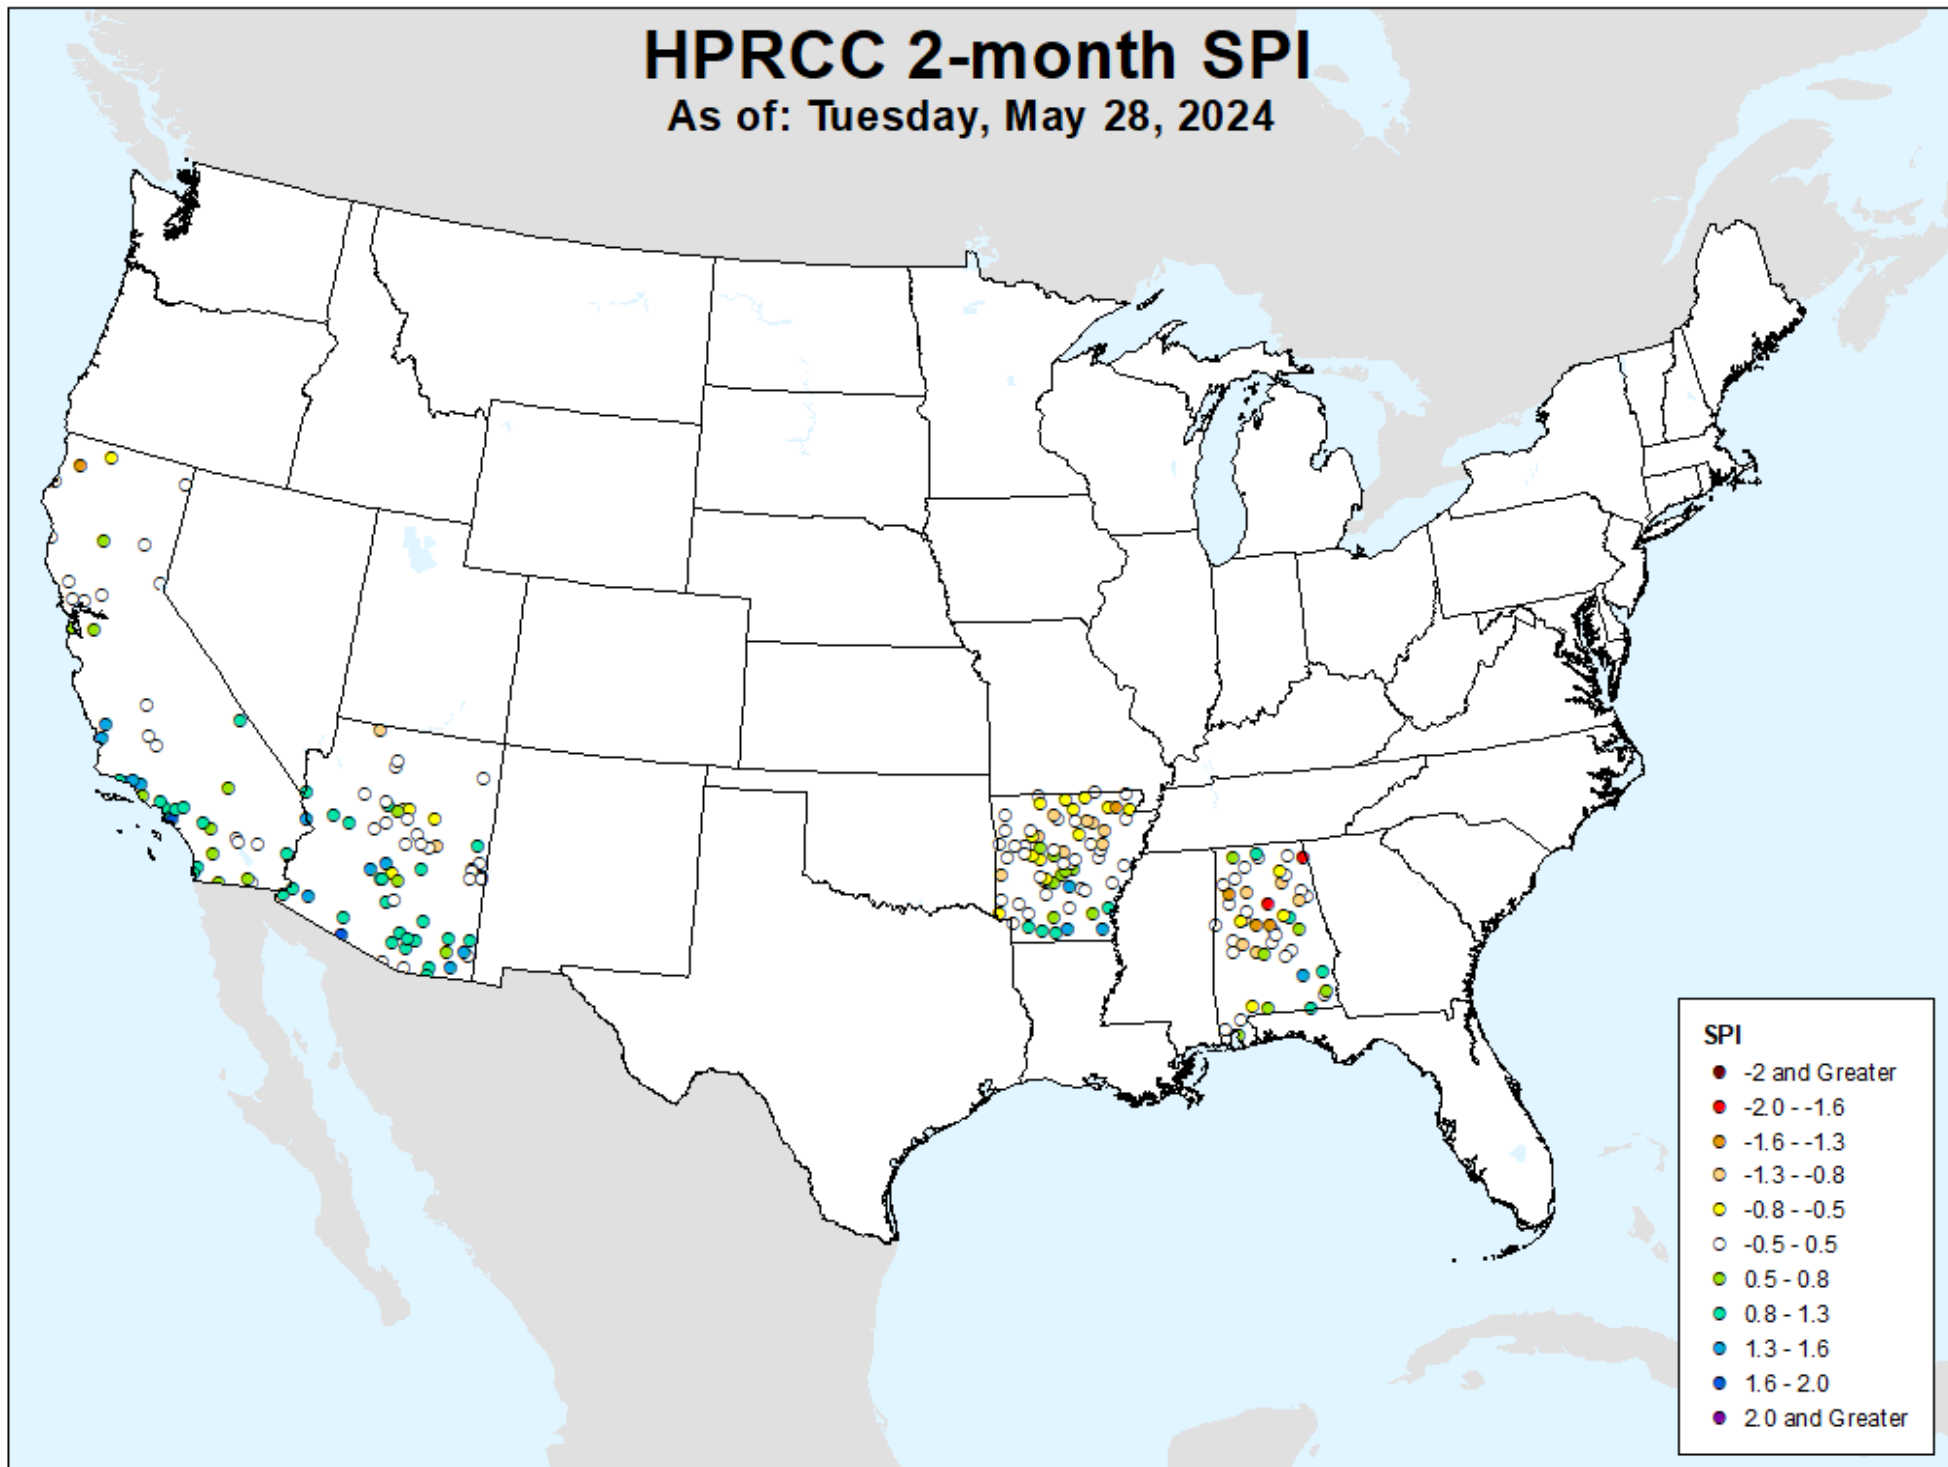 HPRCC 2-month SPI
As of: Tuesday, May 28, 2024
SPI
-2 and Greater
-2.0 - -1.6
-1.6 - -1.3
-1.3 - -0.8
-0.8 - -0.5
-0.5 - 0.5
0.5 - 0.8
0.8 - 1.3
1.3 - 1.6
1.6 - 2.0
2.0 and Greater